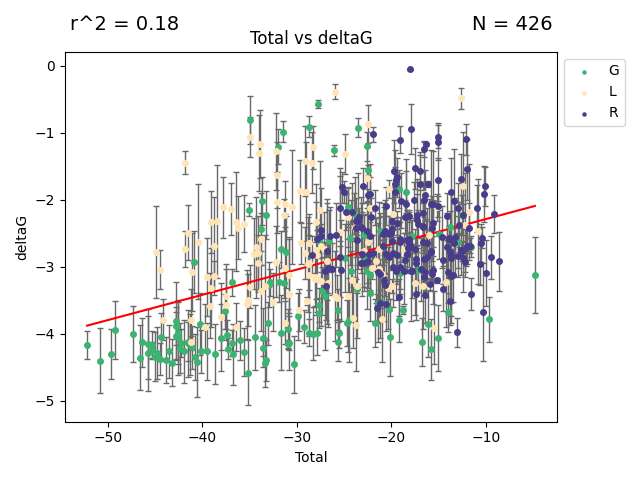 r^2 = 0.18
N = 426
Total vs deltaG
G
L
R
deltaG
0
−1
−2
−3
−4
−5
−50
−40
−30
−20
−10
Total